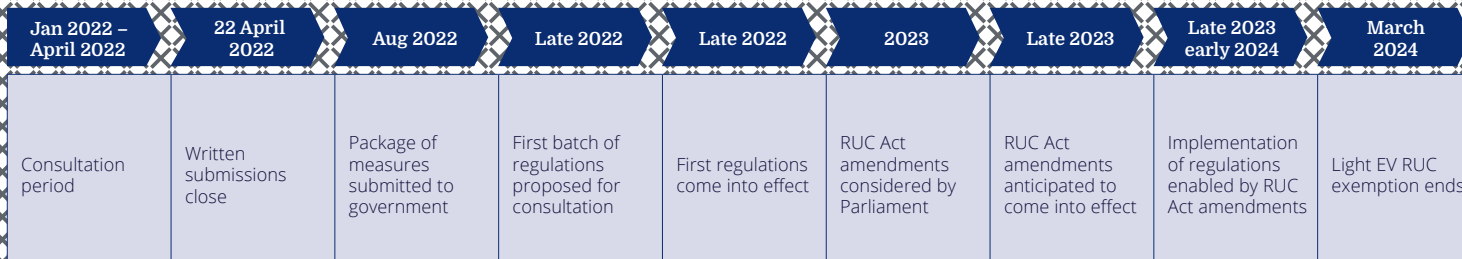 Jan 2022 –
April 2022
22 April
2022
Aug 2022
Late 2022
Late 2022
2023
Late 2023
Late 2023
early 2024
March
2024
Consultation
period
Written
submissions
close
Package of
measures
submitted to
government
First batch of
regulations
proposed for
consultation
First regulations
come into effect
RUC Act
amendments
considered by
Parliament
RUC Act
amendments
anticipated to
come into effect
Implementation
of regulations
enabled by RUC
Act amendments
Light EV RUC
exemption ends